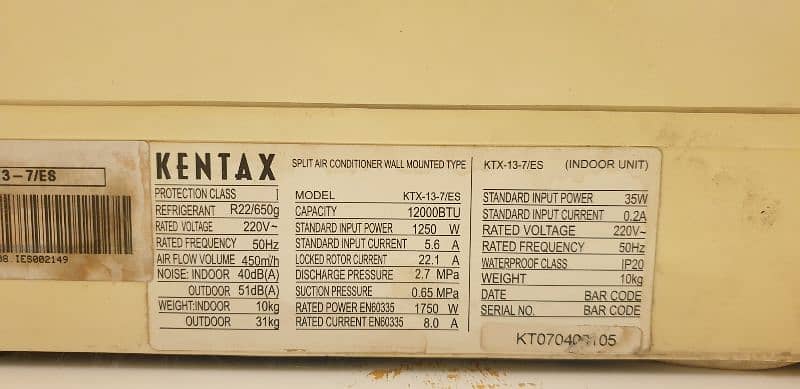 3-7/ES
IES002149
KENTAX
PROTECTION CLASS I
REFRIGERANT R22/650g
RATED VOLTAGE 220V~
RATED FREQUENCY 50Hz
AIR FLOW VOLUME 450m³/h
NOISE: INDOOR 40dB(A)
OUTDOOR 51dB(A)
WEIGHT:INDOOR 10kg
OUTDOOR 31kg
SPLIT AIR CONDITIONER WALL MOUNTED TYPE
MODEL KTX-13-7/ES
CAPACITY 12000BTU
STANDARD INPUT POWER 1250 W
STANDARD INPUT CURRENT 5.6 A
LOCKED ROTOR CURRENT 22.1 A
DISCHARGE PRESSURE 2.7 MPa
SUCTION PRESSURE 0.65 MPa
RATED POWER EN60335 1750 W
RATED CURRENT EN60335 8.0 A
KTX-13-7/ES (INDOOR UNIT)
STANDARD INPUT POWER 35W
STANDARD INPUT CURRENT 0.2A
RATED VOLTAGE 220V~
RATED FREQUENCY 50Hz
WATERPROOF CLASS IP20
WEIGHT 10kg
DATE BAR CODE
SERIAL NO. BAR CODE